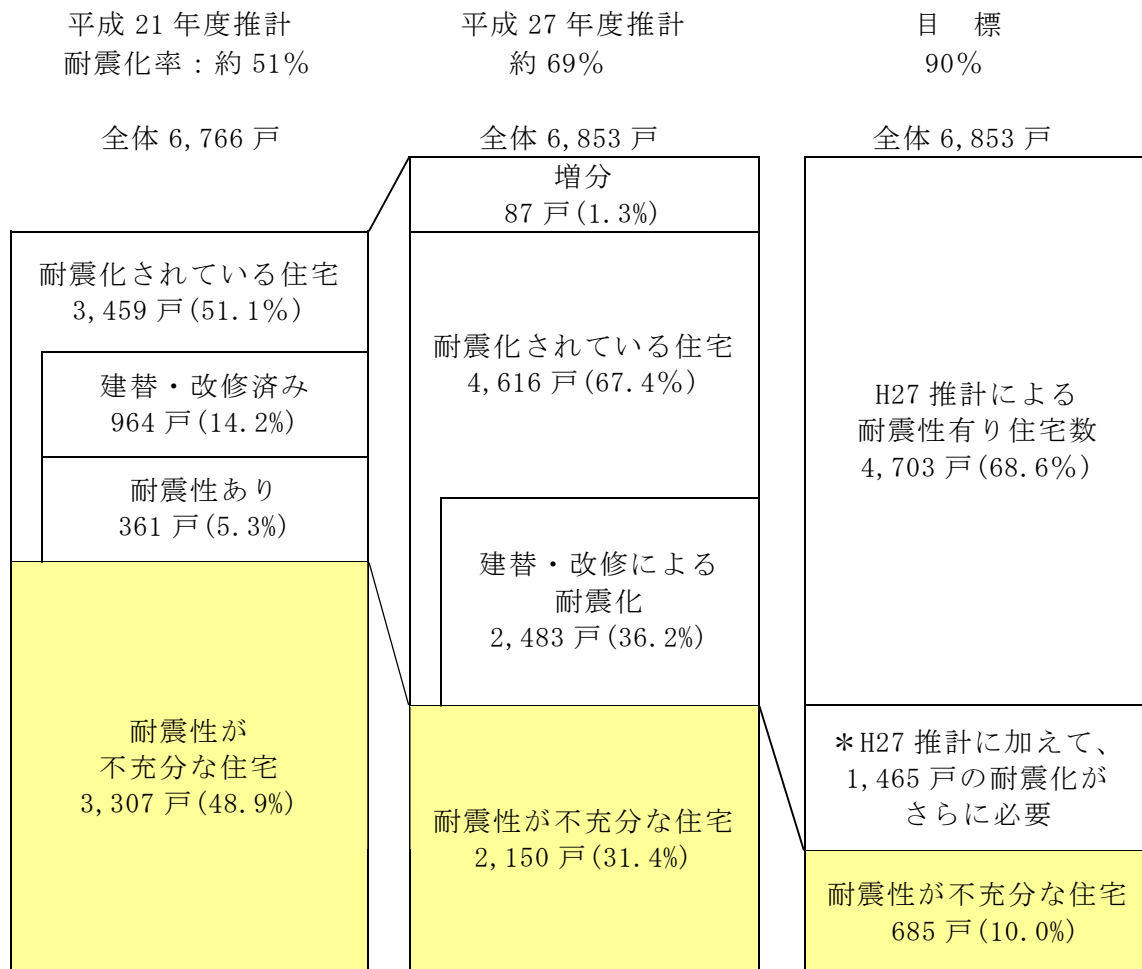 平成 21 年度推計
耐震化率：約 51％
全体 6,766 戸
耐震化されている住宅
3,459 戸(51.1％)
建替・改修済み
964 戸(14.2%)
耐震性あり
361 戸(5.3%)
耐震性が
不充分な住宅
3,307 戸(48.9%)
平成 27 年度推計
約 69％
全体 6,853 戸
増分
87 戸(1.3%)
耐震化されている住宅
4,616 戸(67.4％)
建替・改修による
耐震化
2,483 戸(36.2%)
耐震性が不充分な住宅
2,150 戸(31.4%)
目　標
90％
全体 6,853 戸
H27 推計による
耐震性有り住宅数
4,703 戸(68.6％)
＊H27 推計に加えて、
1,465 戸の耐震化が
さらに必要
耐震性が不充分な住宅
685 戸(10.0%)